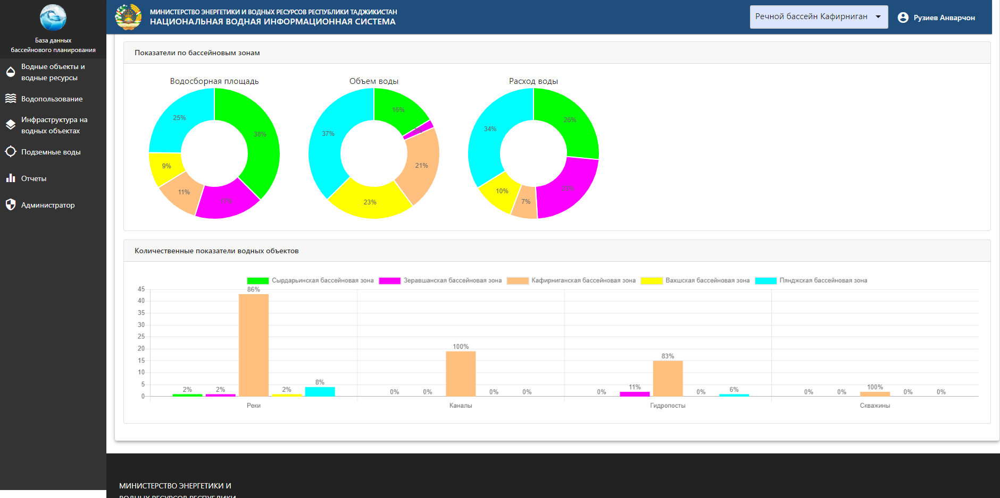 База данных
бассейнового планирования
Водные объекты и
водные ресурсы
Водопользование
Инфраструктура на
водных объектах
Подземные воды
Отчеты
Администратор
МИНИСТЕРСТВО ЭНЕРГЕТИКИ И ВОДНЫХ РЕСУРСОВ РЕСПУБЛИКИ ТАДЖИКИСТАН
НАЦИОНАЛЬНАЯ ВОДНАЯ ИНФОРМАЦИОННАЯ СИСТЕМА
Речной бассейн Кафирниган
Рузиев Анварчон
Показатели по бассейновым зонам
Водосборная площадь
25%
38%
9%
11%
17%
Объем воды
16%
37%
21%
23%
Расход воды
26%
34%
23%
10%
7%
Количественные показатели водных объектов
Сырдарьинская бассейновая зона Зеравшанская бассейновая зона Кафирниганская бассейновая зона Вахшская бассейновая зона Пянджская бассейновая зона
45
40
35
30
25
20
15
10
5
0
2% 2% 86% 2% 8%
0% 0% 100% 0% 0%
0% 11% 83% 0% 6%
0% 0% 100% 0% 0%
Реки Каналы Гидропосты Скважины
МИНИСТЕРСТВО ЭНЕРГЕТИКИ И
ВОДНЫХ РЕСУРСОВ РЕСПУБЛИКИ